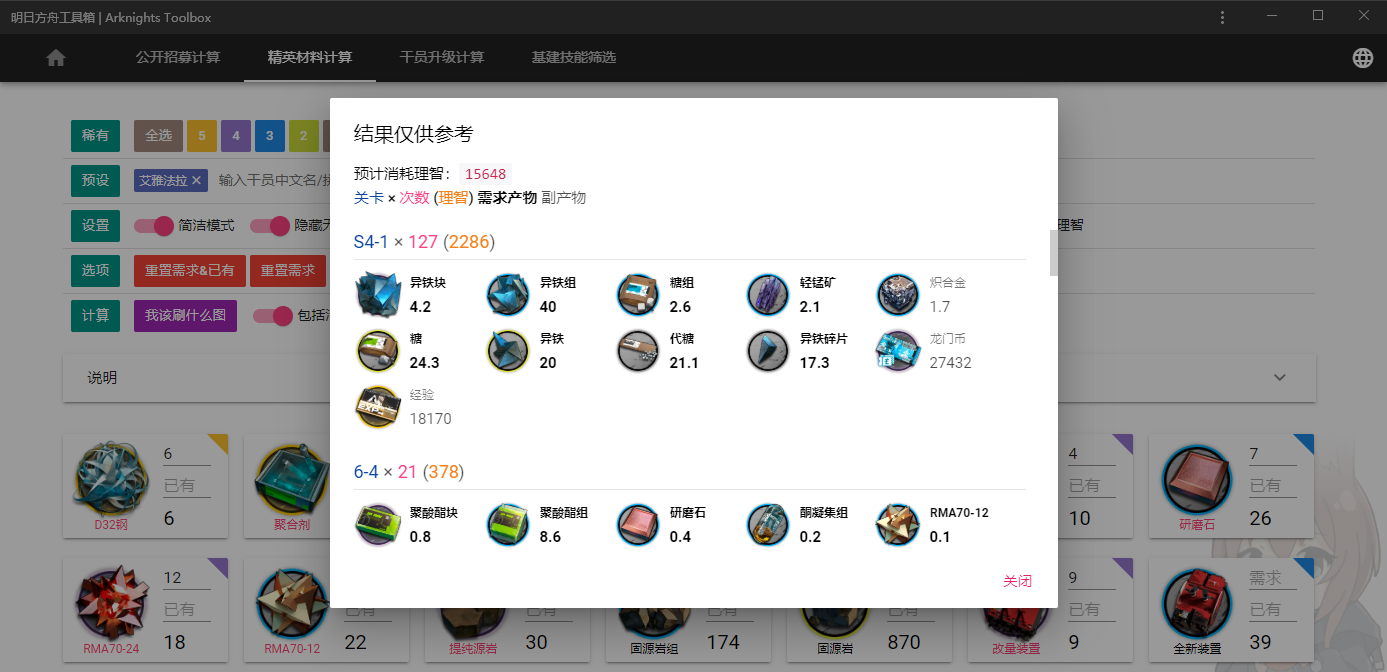 明日方舟工具箱 | Arknights Toolbox
公开招募计算 精英材料计算 干员升级计算 基建技能筛选
稀有 全选 5 4 3 2
预设 艾雅法拉 × 输入干员中文名/
设置 简洁模式 隐藏 理智
选项 重置需求&已有 重置需求
计算 我该刷什么图 包括
说明
结果仅供参考
预计消耗理智： 15648
关卡 × 次数 (理智) 需求产物 副产物
S4-1 × 127 (2286)
异铁块 异铁组 糖组 轻锰矿 炽合金
4.2 40 2.6 2.1 1.7
糖 异铁 代糖 异铁碎片 龙门币
24.3 20 21.1 17.3 27432
经验
18170
6-4 × 21 (378)
聚酸酯块 聚酸酯组 研磨石 酮凝集组 RMA70-12
0.8 8.6 0.4 0.2 0.1
关闭
6 4 7
已有 已有 已有
6 10 26
D32钢 聚合剂 研磨石
12 9 需求
已有 已有 已有 已有 已有 已有 已有
18 22 30 174 870 9 39
RMA70-24 RMA70-12 提纯源岩 固源岩组 固源岩 改量装置 全新装置